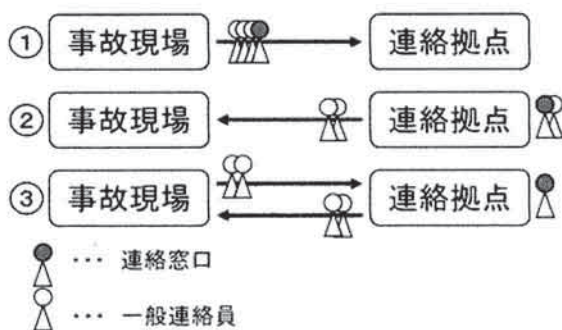 ① 事故現場 連絡拠点
② 事故現場 連絡拠点
③ 事故現場 連絡拠点
… 連絡窓口
… 一般連絡員